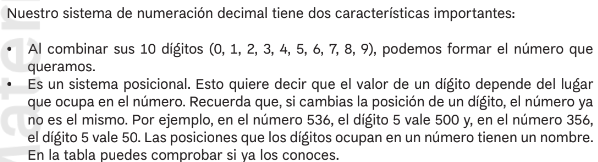 Nuestro sistema de numeración decimal tiene dos características importantes:
• Al combinar sus 10 dígitos (0, 1, 2, 3, 4, 5, 6, 7, 8, 9), podemos formar el número que
queramos.
• Es un sistema posicional. Esto quiere decir que el valor de un dígito depende del lugar
que ocupa en el número. Recuerda que, si cambias la posición de un dígito, el número ya
no es el mismo. Por ejemplo, en el número 536, el dígito 5 vale 500 y, en el número 356,
el dígito 5 vale 50. Las posiciones que los dígitos ocupan en un número tienen un nombre.
En la tabla puedes comprobar si ya los conoces.